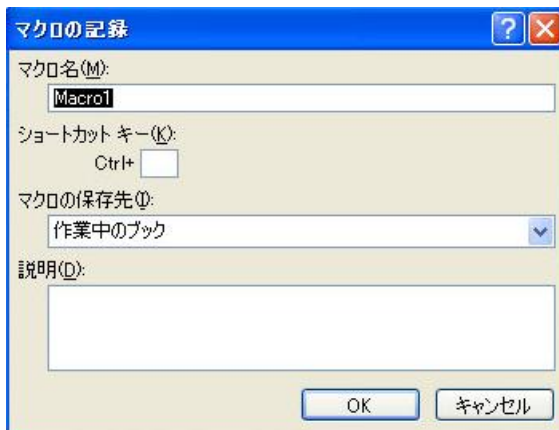 マクロの記録
マクロ名(M):
Macro1
ショートカット キー(K):
Ctrl+
マクロの保存先(I):
作業中のブック
説明(D):
OK キャンセル